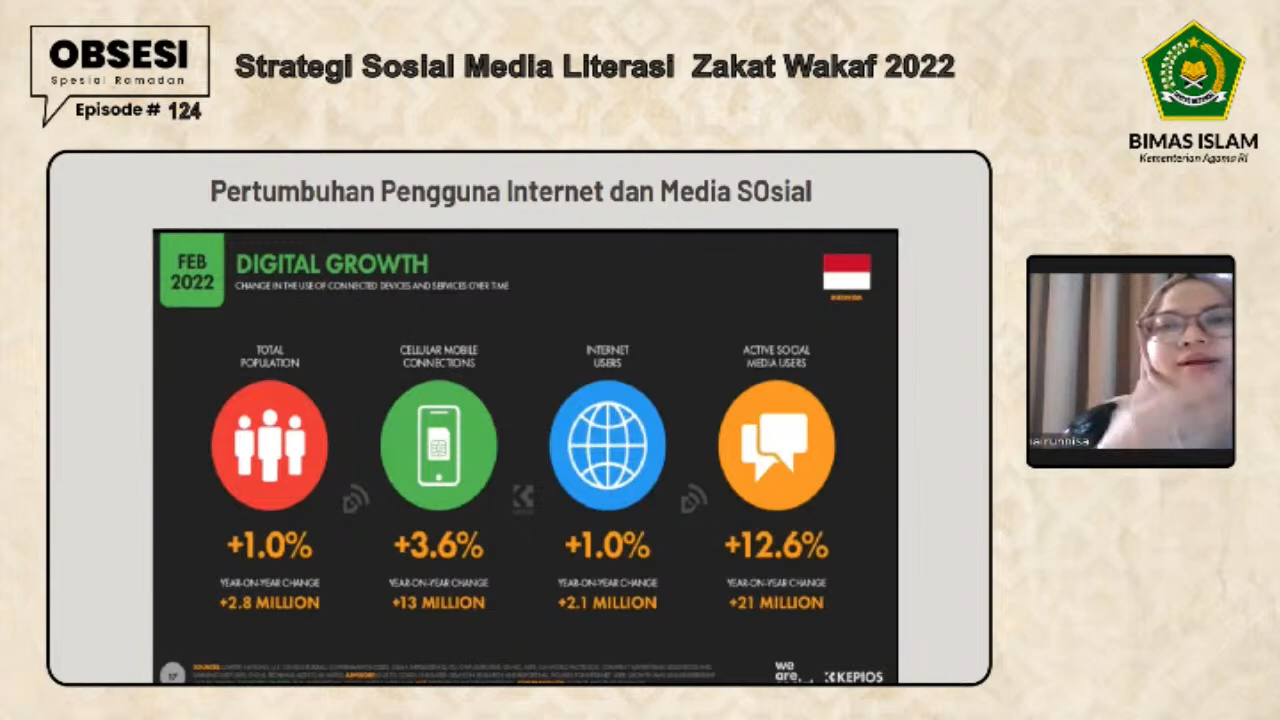 OBSESI
Spesial Ramadan
Episode # 124
Strategi Sosial Media Literasi Zakat Wakaf 2022
BIMAS ISLAM
Kementerian Agama RI
Pertumbuhan Pengguna Internet dan Media SOsial
FEB
2022
DIGITAL GROWTH
CHANGE IN THE USE OF CONNECTED DEVICES AND SERVICES OVER TIME
INDONESIA
TOTAL
POPULATION
CELLULAR MOBILE
CONNECTIONS
INTERNET
USERS
ACTIVE SOCIAL
MEDIA USERS
+1.0%
+3.6%
+1.0%
+12.6%
YEAR-ON-YEAR CHANGE
YEAR-ON-YEAR CHANGE
YEAR-ON-YEAR CHANGE
YEAR-ON-YEAR CHANGE
+2.8 MILLION
+13 MILLION
+2.1 MILLION
+21 MILLION
17
we
are.
KEPIOS
airunnisa